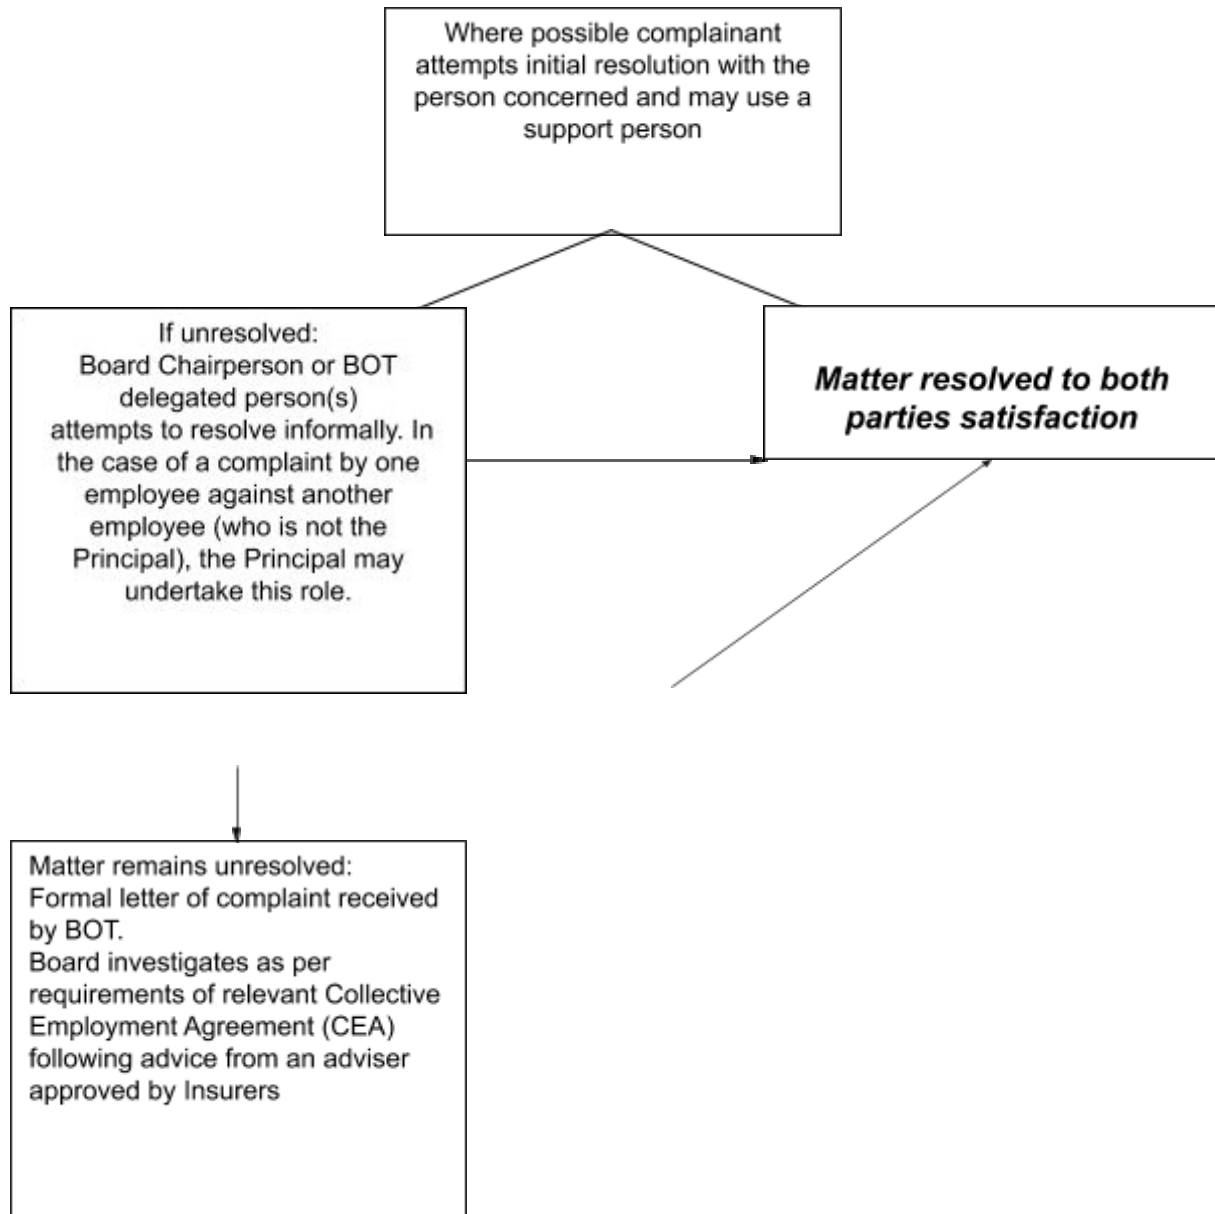 Where possible complainant
attempts initial resolution with the
person concerned and may use a
support person
If unresolved:
Board Chairperson or BOT
delegated person(s)
attempts to resolve informally. In
the case of a complaint by one
employee against another
employee (who is not the
Principal), the Principal may
undertake this role.
Matter resolved to both
parties satisfaction
Matter remains unresolved:
Formal letter of complaint received
by BOT.
Board investigates as per
requirements of relevant Collective
Employment Agreement (CEA)
following advice from an adviser
approved by Insurers